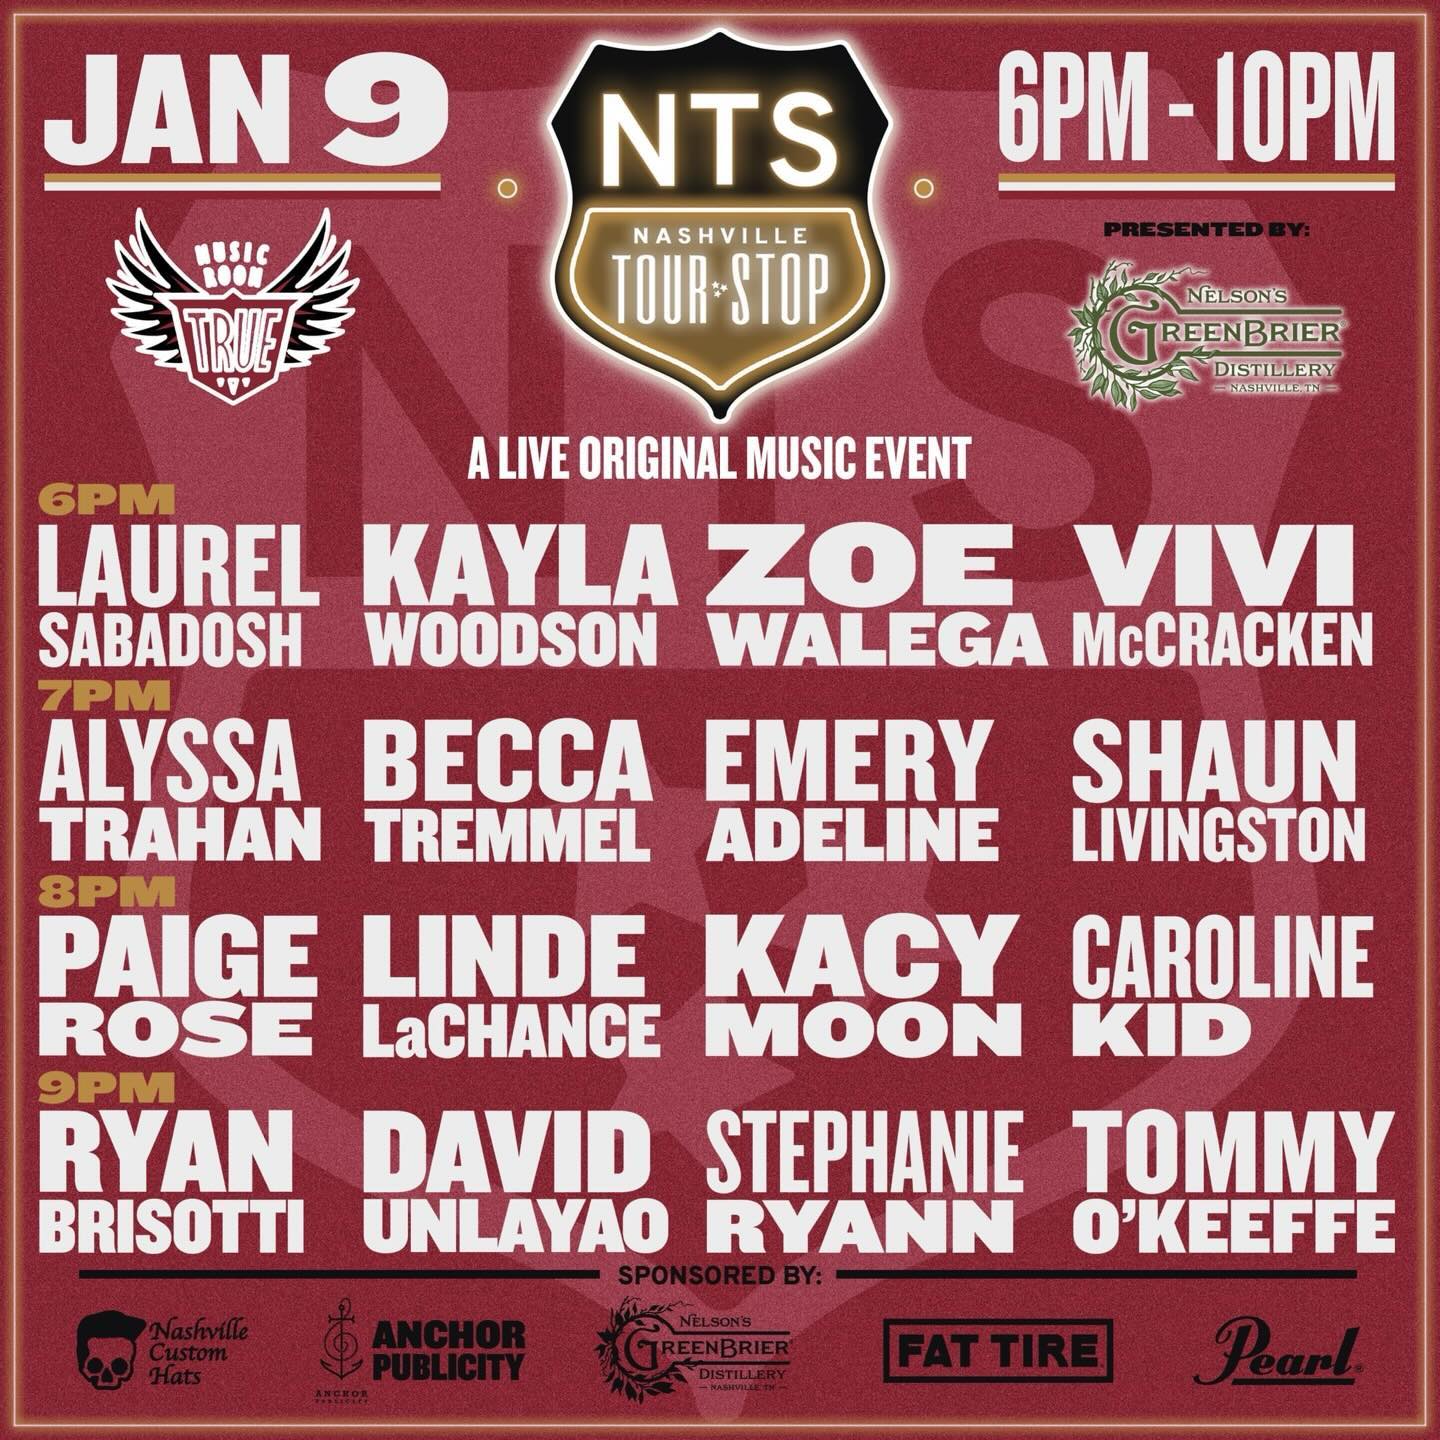 JAN 9
NTS
NASHVILLE
TOUR STOP
6PM - 10PM
MUSIC
ROOM
TRUE
PRESENTED BY:
NELSON'S
GREENBRIER
DISTILLERY
NASHVILLE, TN
A LIVE ORIGINAL MUSIC EVENT
6PM
LAUREL SABADOSH
KAYLA WOODSON
ZOE WALEGA
VIVI McCRACKEN
7PM
ALYSSA TRAHAN
BECCA TREMMEL
EMERY ADELINE
SHAUN LIVINGSTON
8PM
PAIGE ROSE
LINDE LaCHANCE
KACY MOON
CAROLINE KID
9PM
RYAN BRISOTTI
DAVID UNLAYAO
STEPHANIE RYANN
TOMMY O'KEEFFE
SPONSORED BY:
Nashville
Custom
Hats
ANCHOR
PUBLICITY
ANCHOR
PUBLICITY
NELSON'S
GREENBRIER
DISTILLERY
NASHVILLE, TN
FAT TIRE
Pearl